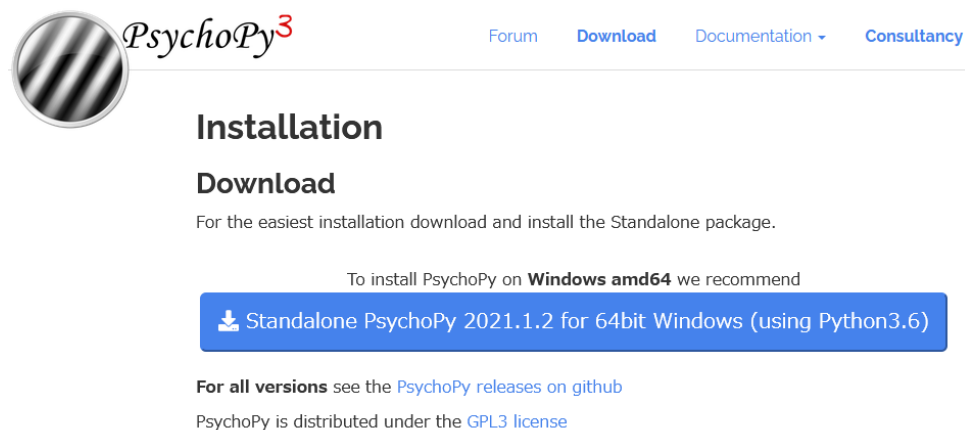 PsychoPy3
Forum Download Documentation Consultancy
Installation
Download
For the easiest installation download and install the Standalone package.
To install PsychoPy on Windows amd64 we recommend
Standalone PsychoPy 2021.1.2 for 64bit Windows (using Python3.6)
For all versions see the PsychoPy releases on github
PsychoPy is distributed under the GPL3 license